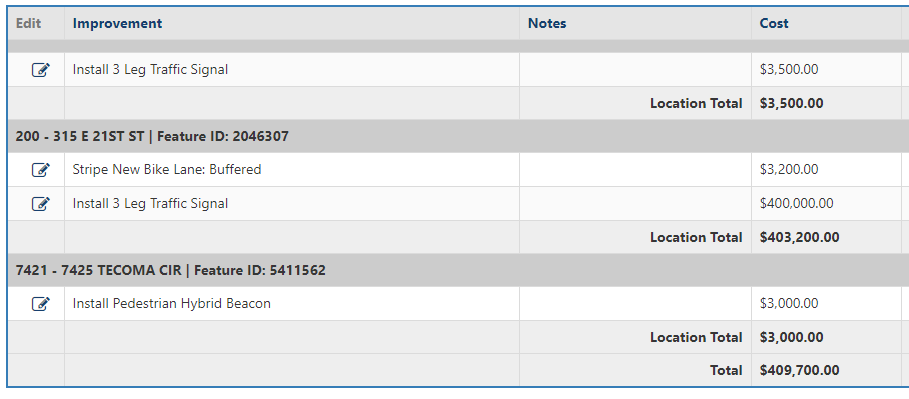 Edit Improvement Notes Cost
Install 3 Leg Traffic Signal $3,500.00
Location Total $3,500.00
200 - 315 E 21ST ST | Feature ID: 2046307
Stripe New Bike Lane: Buffered $3,200.00
Install 3 Leg Traffic Signal $400,000.00
Location Total $403,200.00
7421 - 7425 TECOMA CIR | Feature ID: 5411562
Install Pedestrian Hybrid Beacon $3,000.00
Location Total $3,000.00
Total $409,700.00